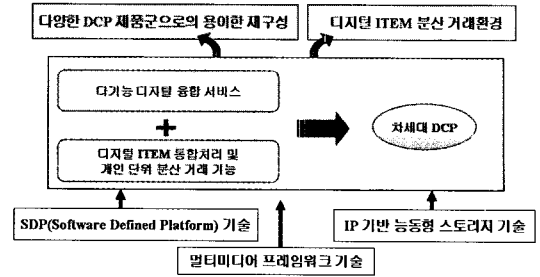 다양한 DCP 제품군으로의 용이한 재구성
디지털 ITEM 분산 거래환경
다기능 디지털 융합 서비스
+
디지털 ITEM 통합처리 및
개인 단위 분산 거래 기능
차세대 DCP
SDP(Software Defined Platform) 기술
IP 기반 능동형 스토리지 기술
멀티미디어 프레임워크 기술